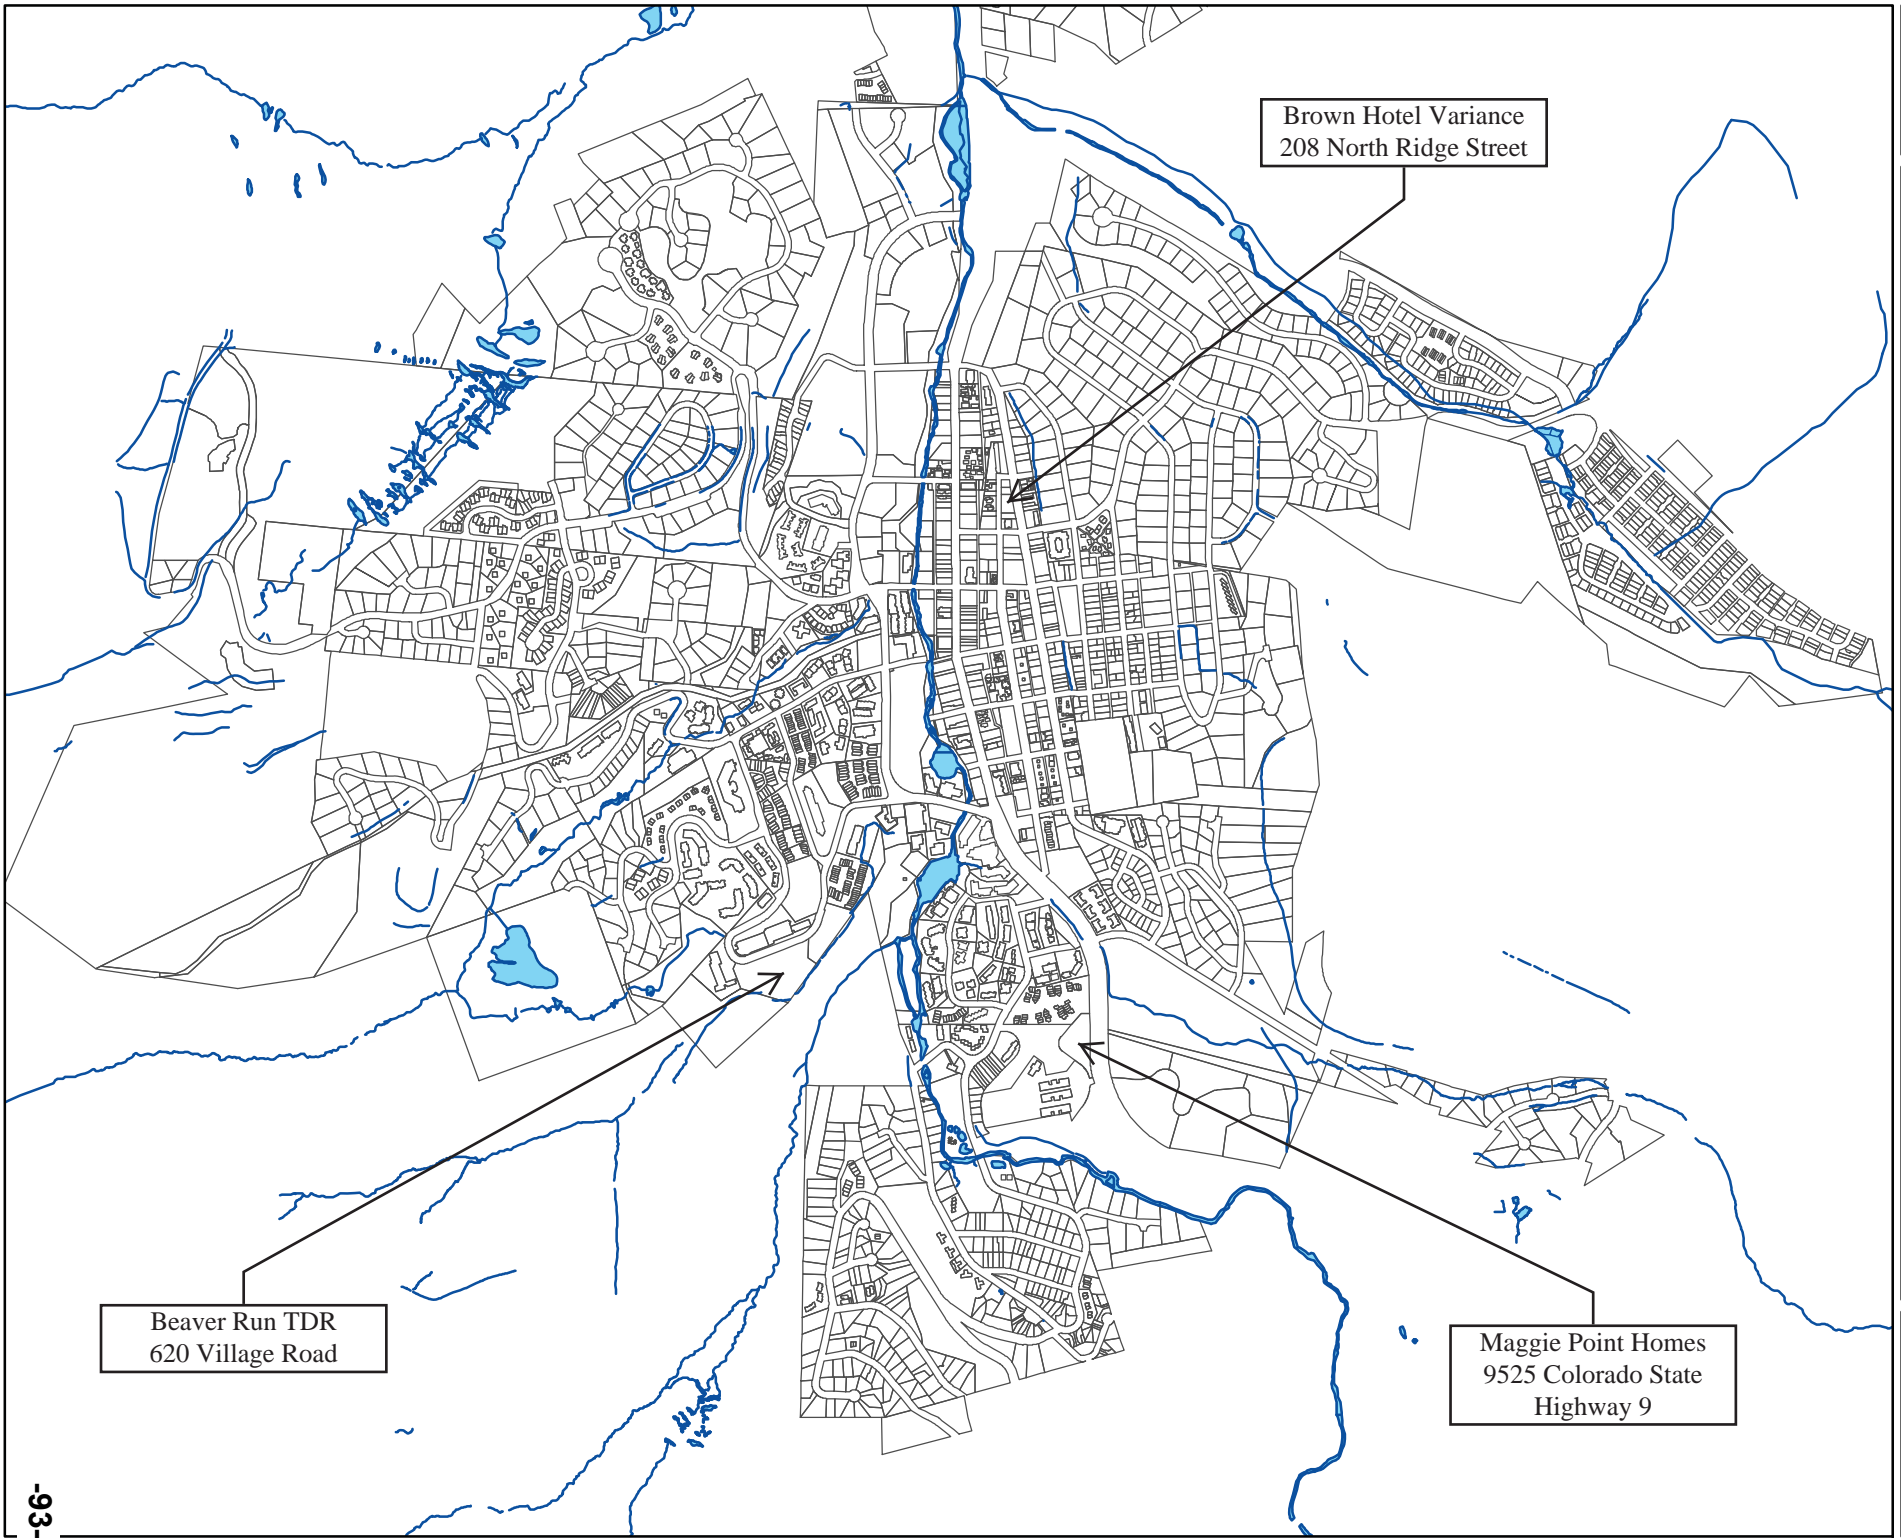 Brown Hotel Variance
208 North Ridge Street
Beaver Run TDR
620 Village Road
Maggie Point Homes
9525 Colorado State
Highway 9
-93-